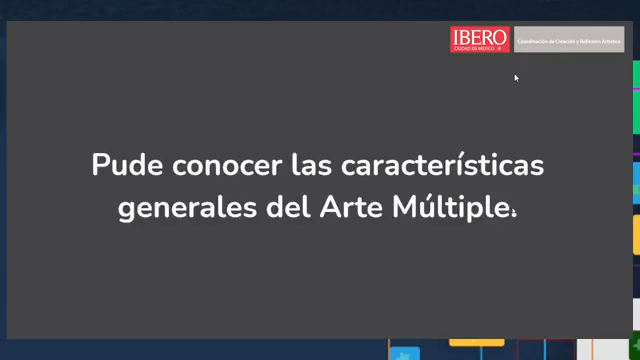 IBERO
CIUDAD DE MÉXICO
Coordinación de Creación y Reflexión Artística
Pude conocer las características
generales del Arte Múltiple.